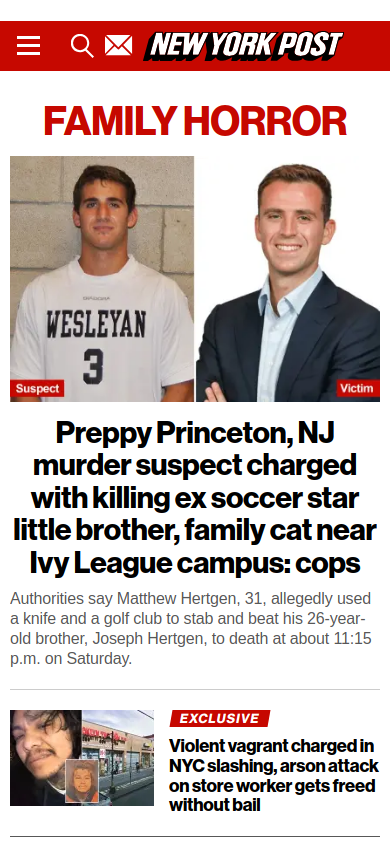 NEW YORK POST
FAMILY HORROR
WESLEYAN
3
Suspect
Victim
Preppy Princeton, NJ
murder suspect charged
with killing ex soccer star
little brother, family cat near
Ivy League campus: cops
Authorities say Matthew Hertgen, 31, allegedly used
a knife and a golf club to stab and beat his 26-year-
old brother, Joseph Hertgen, to death at about 11:15
p.m. on Saturday.
EXCLUSIVE
Violent vagrant charged in
NYC slashing, arson attack
on store worker gets freed
without bail